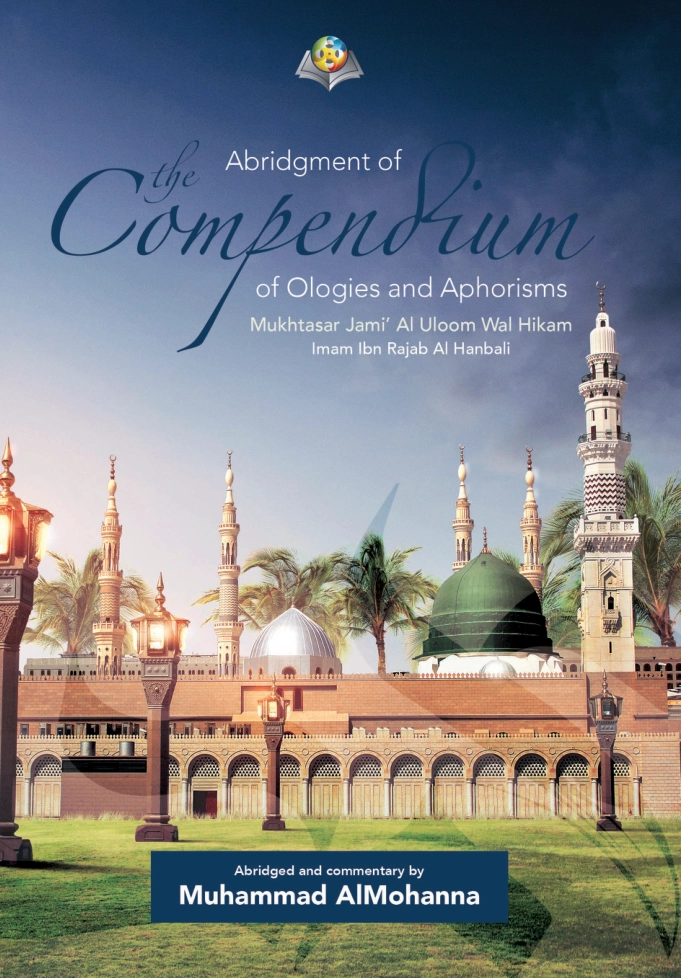 Abridgment of
the
Compendium
of Ologies and Aphorisms
Mukhtasar Jami’ Al Uloom Wal Hikam
Imam Ibn Rajab Al Hanbali
Abridged and commentary by
Muhammad AlMohanna